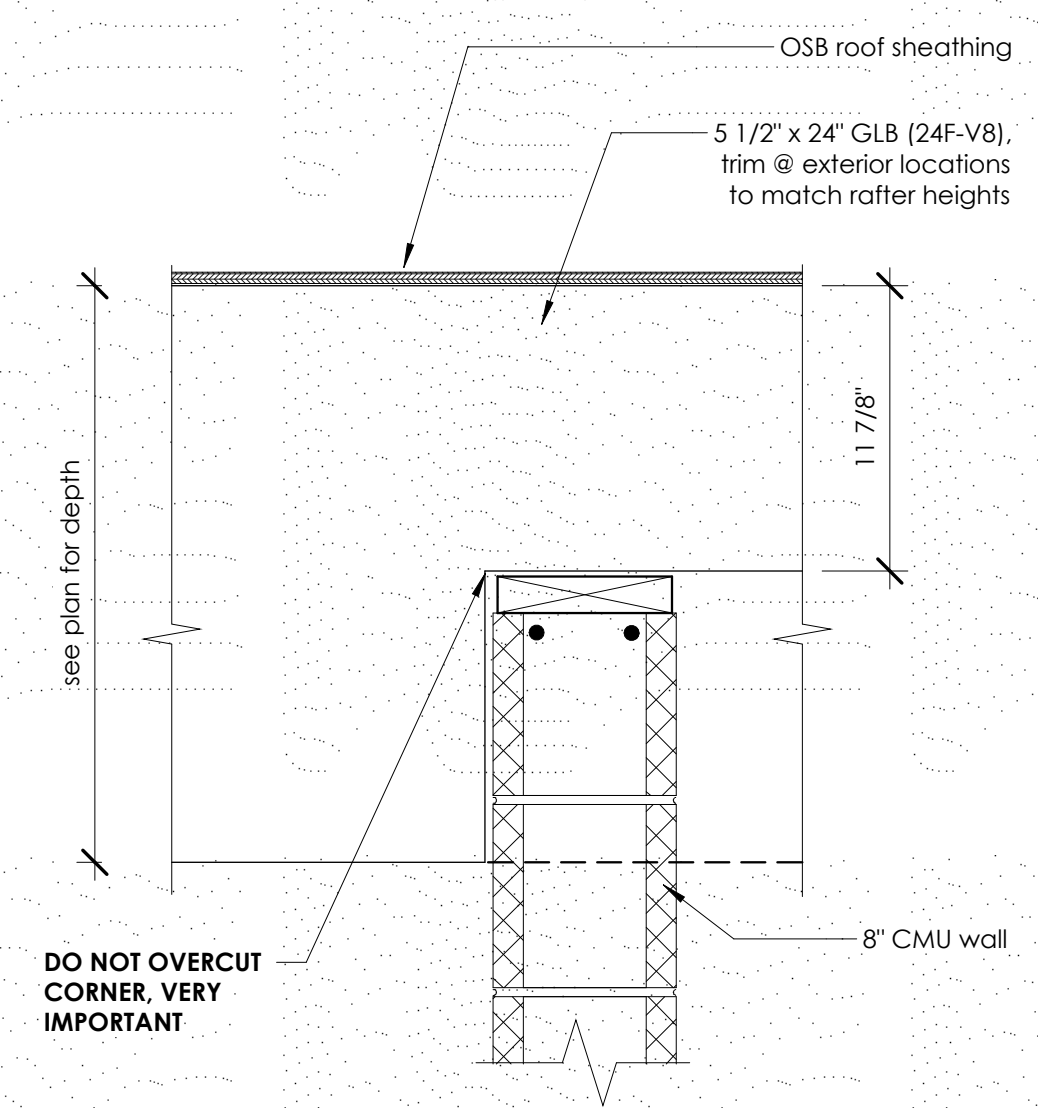 OSB roof sheathing
5 1/2" x 24" GLB (24F-V8),
trim @ exterior locations
to match rafter heights
see plan for depth
11 7/8"
8" CMU wall
DO NOT OVERCUT
CORNER, VERY
IMPORTANT